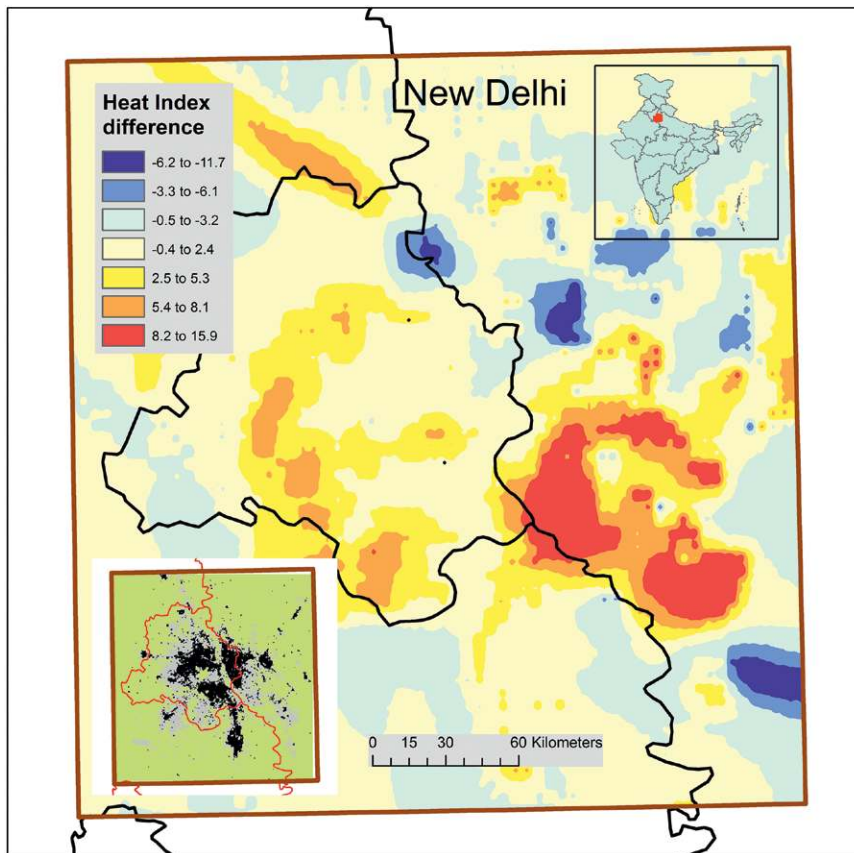 New Delhi
Heat Index
difference
-6.2 to -11.7
-3.3 to -6.1
-0.5 to -3.2
-0.4 to 2.4
2.5 to 5.3
5.4 to 8.1
8.2 to 15.9
0 15 30 60 Kilometers